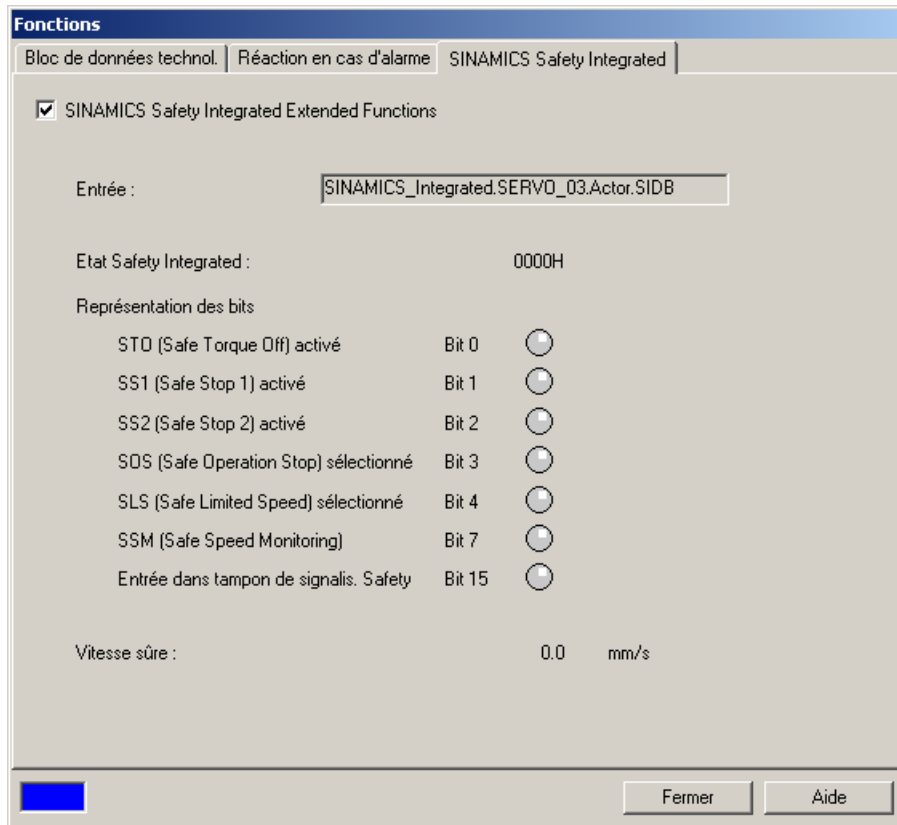 Fonctions
Bloc de données technol. Réaction en cas d'alarme SINAMICS Safety Integrated
SINAMICS Safety Integrated Extended Functions
Entrée : SINAMICS_Integrated.SERVO_03.Actor.SIDB
Etat Safety Integrated : 0000H
Représentation des bits
STO (Safe Torque Off) activé Bit 0
SS1 (Safe Stop 1) activé Bit 1
SS2 (Safe Stop 2) activé Bit 2
SOS (Safe Operation Stop) sélectionné Bit 3
SLS (Safe Limited Speed) sélectionné Bit 4
SSM (Safe Speed Monitoring) Bit 7
Entrée dans tampon de signalis. Safety Bit 15
Vitesse sûre : 0.0 mm/s
Fermer Aide